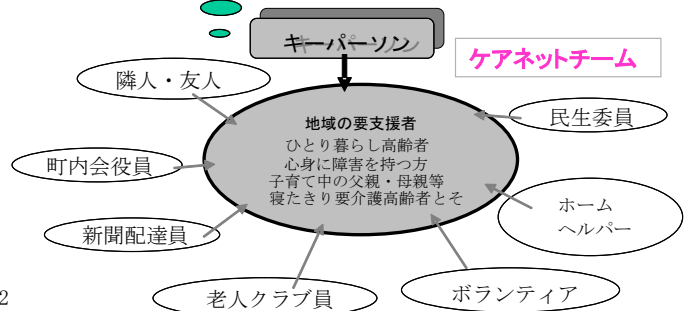 キーパーソン
ケアネットチーム
隣人・友人
民生委員
地域の要支援者
ひとり暮らし高齢者
心身に障害を持つ方
子育て中の父親・母親等
寝たきり要介護高齢者とそ
町内会役員
ホーム
ヘルパー
新聞配達員
老人クラブ員
ボランティア
2